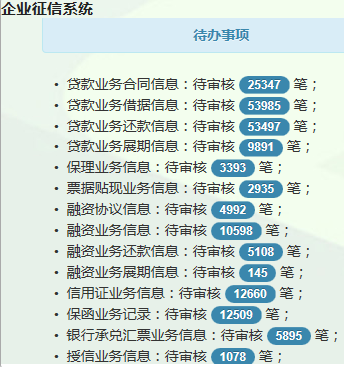 企业征信系统
待办事项
• 贷款业务合同信息：待审核 25347 笔；
• 贷款业务借据信息：待审核 53985 笔；
• 贷款业务还款信息：待审核 53497 笔；
• 贷款业务展期信息：待审核 9891 笔；
• 保理业务信息：待审核 3393 笔；
• 票据贴现业务信息：待审核 2935 笔；
• 融资协议信息：待审核 4992 笔；
• 融资业务信息：待审核 10598 笔；
• 融资业务还款信息：待审核 5108 笔；
• 融资业务展期信息：待审核 145 笔；
• 信用证业务信息：待审核 12660 笔；
• 保函业务记录：待审核 12509 笔；
• 银行承兑汇票业务信息：待审核 5895 笔；
• 授信业务信息：待审核 1078 笔；